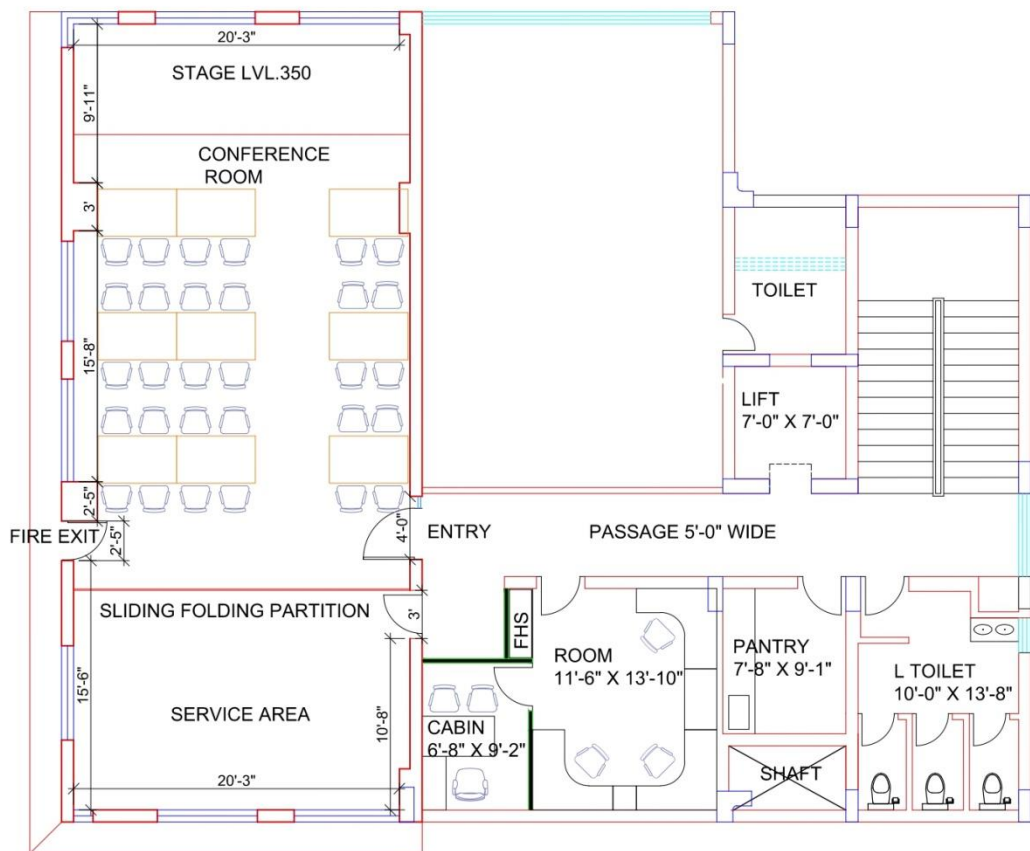 20'-3"
STAGE LVL.350
9'-11"
CONFERENCE
ROOM
3'
15'-8"
TOILET
LIFT
7'-0" X 7'-0"
2'-5"
FIRE EXIT
2'-5"
4'-0"
ENTRY
PASSAGE 5'-0" WIDE
SLIDING FOLDING PARTITION
3'
FHS
ROOM
11'-6" X 13'-10"
PANTRY
7'-8" X 9'-1"
L TOILET
10'-0" X 13'-8"
15'-6"
SERVICE AREA
10'-8"
CABIN
6'-8" X 9'-2"
SHAFT
20'-3"